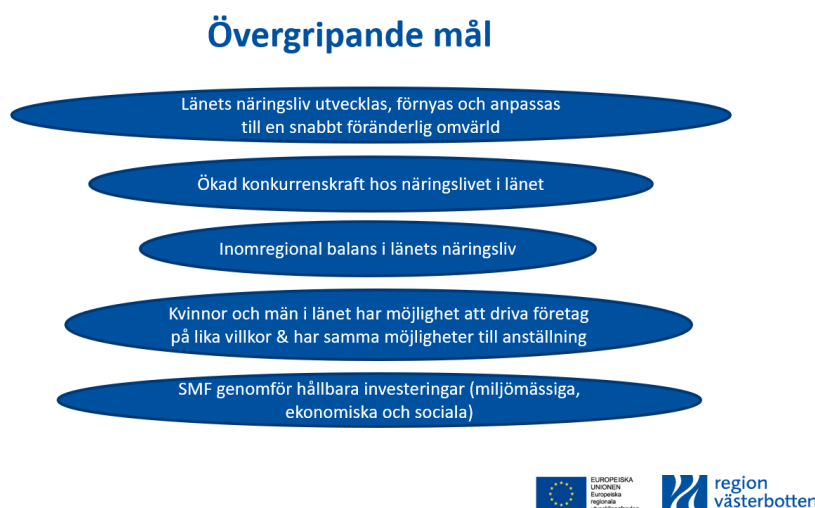 Övergripande mål
Länets näringsliv utvecklas, förnyas och anpassas
till en snabbt föränderlig omvärld
Ökad konkurrenskraft hos näringslivet i länet
Inomregional balans i länets näringsliv
Kvinnor och män i länet har möjlighet att driva företag
på lika villkor & har samma möjligheter till anställning
SMF genomför hållbara investeringar (miljömässiga,
ekonomiska och sociala)
EUROPEISKA
UNIONEN
Europeiska
regionala
region
västerbotten